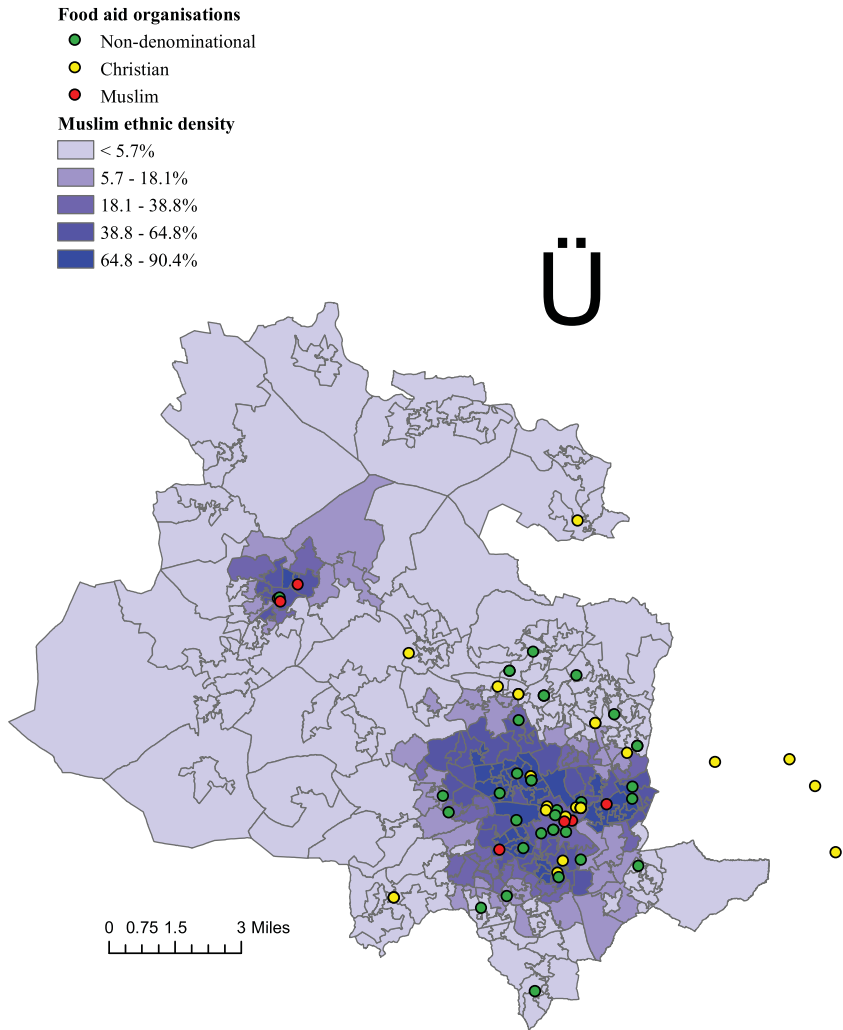 Food aid organisations
Non-denominational
Christian
Muslim
Muslim ethnic density
< 5.7%
5.7 - 18.1%
18.1 - 38.8%
38.8 - 64.8%
64.8 - 90.4%
Ü
0 0.75 1.5 3 Miles